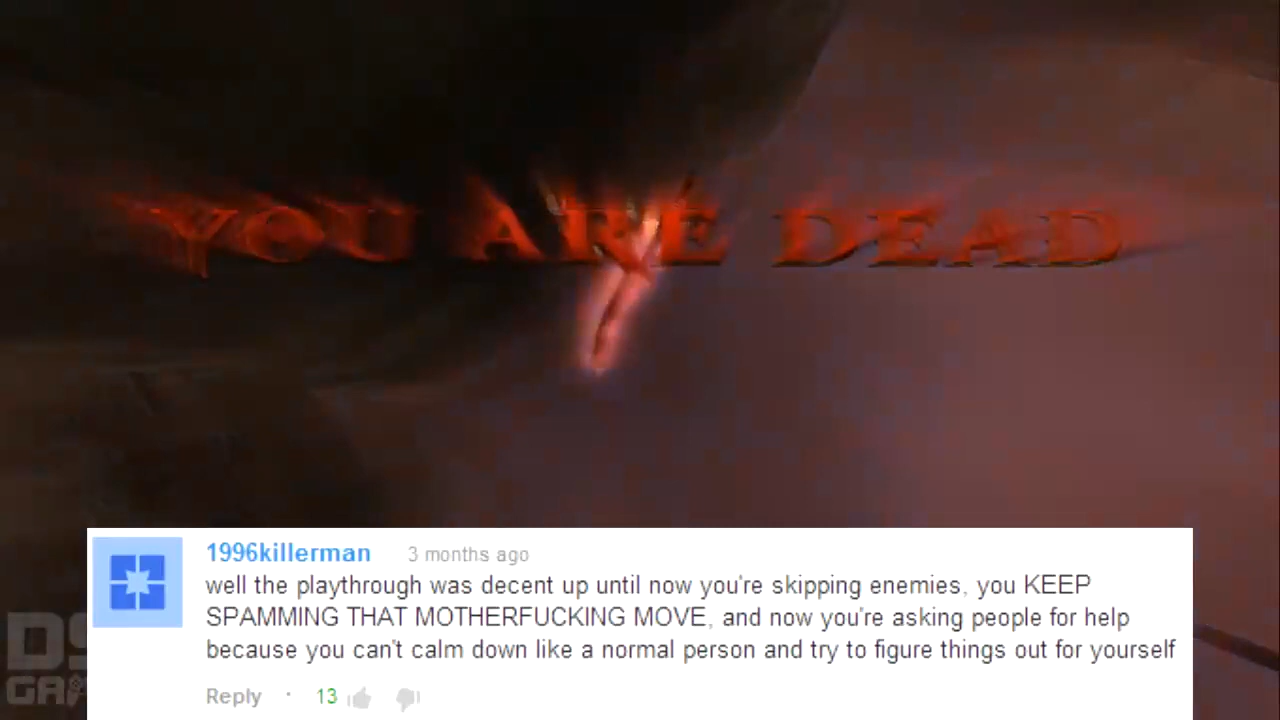 YOU ARE DEAD
1996killerman 3 months ago
well the playthrough was decent up until now you're skipping enemies, you KEEP
SPAMMING THAT MOTHERFUCKING MOVE, and now you're asking people for help
because you can't calm down like a normal person and try to figure things out for yourself
Reply · 13